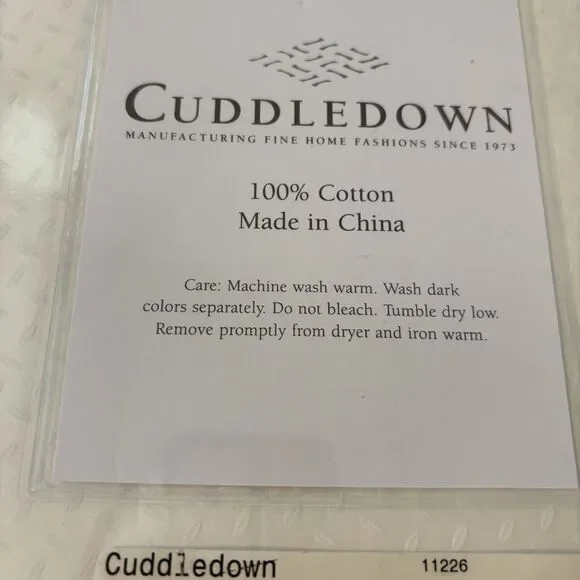 CUDDLEDOWN
MANUFACTURING FINE HOME FASHIONS SINCE 1973
100% Cotton
Made in China
Care: Machine wash warm. Wash dark
colors separately. Do not bleach. Tumble dry low.
Remove promptly from dryer and iron warm.
Cuddledown 11226